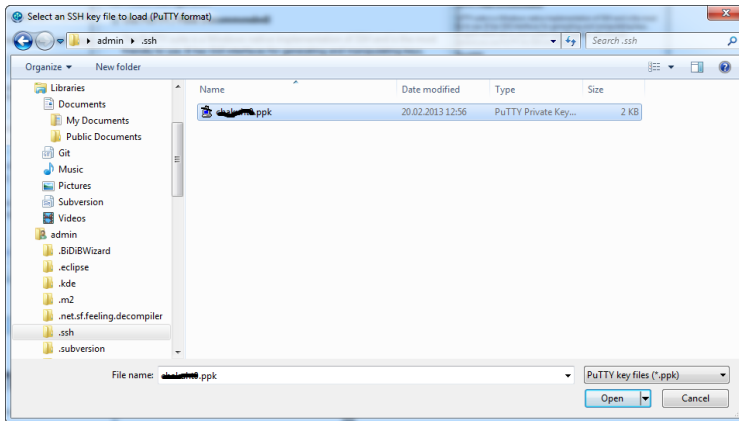 Select an SSH key file to load (PuTTY format)
admin .ssh
Search .ssh
Organize New folder
Libraries
Documents
My Documents
Public Documents
Git
Music
Pictures
Subversion
Videos
admin
.BiDiBWizard
.eclipse
.kde
.m2
.net.sf.feeling.decompiler
.ssh
.subversion
Name Date modified Type Size
.ppk 20.02.2013 12:56 PuTTY Private Key... 2 KB
File name: .ppk PuTTY key files (*.ppk)
Open Cancel